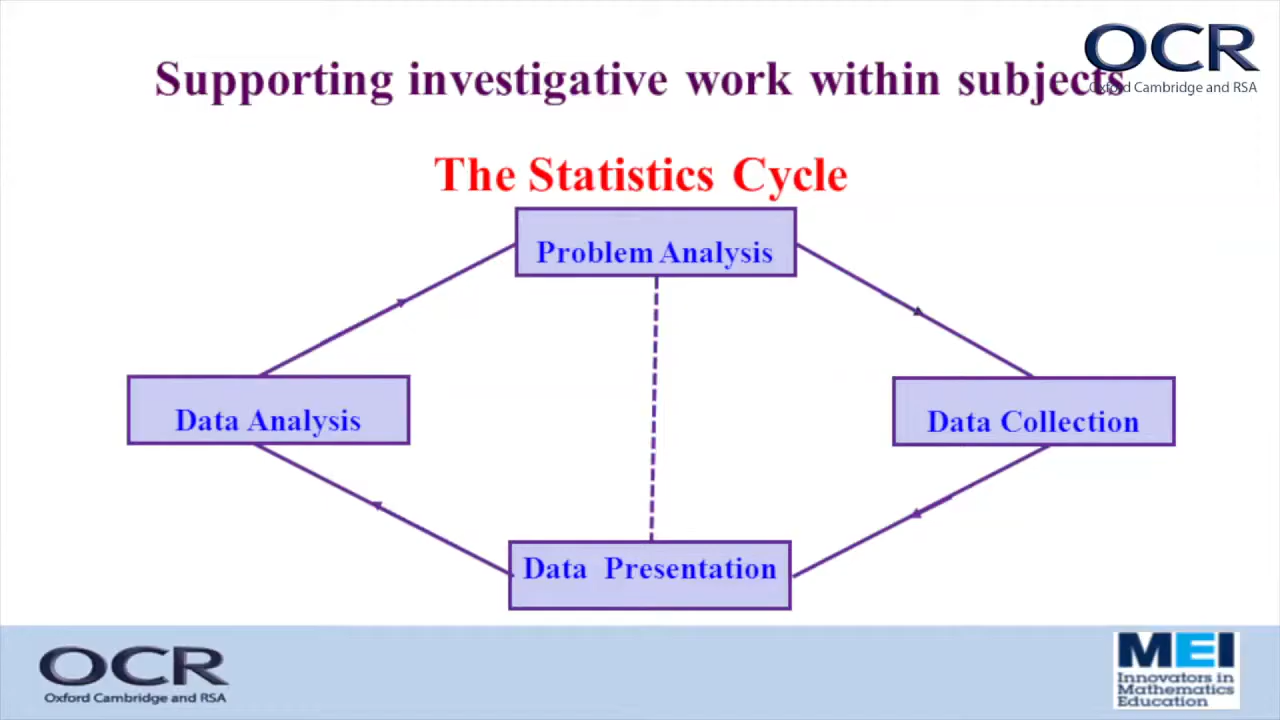 OCR
Oxford Cambridge and RSA
Supporting investigative work within subjects
The Statistics Cycle
Problem Analysis
Data Analysis
Data Collection
Data Presentation
OCR
Oxford Cambridge and RSA
MEI
Innovators in
Mathematics
Education